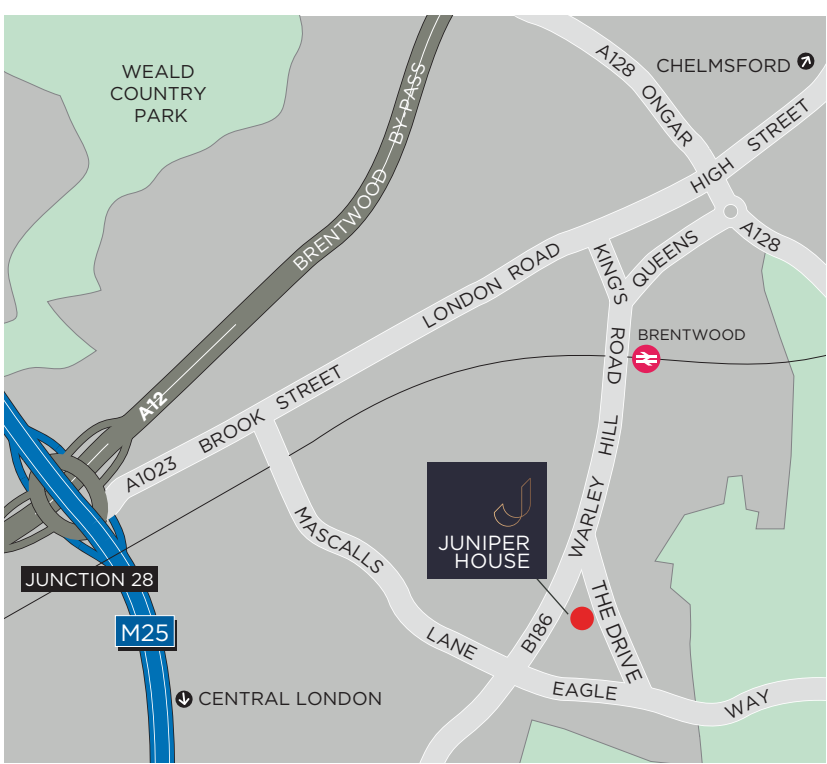 WEALD
COUNTRY
PARK
BRENTWOOD BY-PASS
A12
A128 ONGAR
CHELMSFORD
HIGH STREET
A128
QUEENS
KING'S ROAD
LONDON ROAD
BRENTWOOD
A1023 BROOK STREET
WARLEY HILL
MASCALLS LANE
J
JUNIPER
HOUSE
JUNCTION 28
M25
B186
THE DRIVE
CENTRAL LONDON
EAGLE WAY